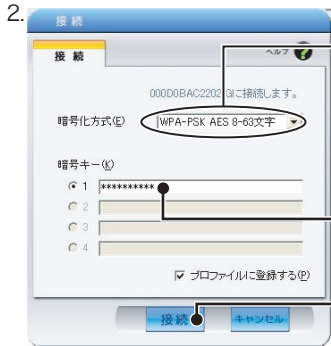 2.
接続
接 続
ヘルプ ?
000D0BAC2202_Gに接続します。
暗号化方式(E)
WPA-PSK AES 8-63文字
暗号キー(K)
1 **********
2
3
4
プロファイルに登録する(P)
接続
キャンセル